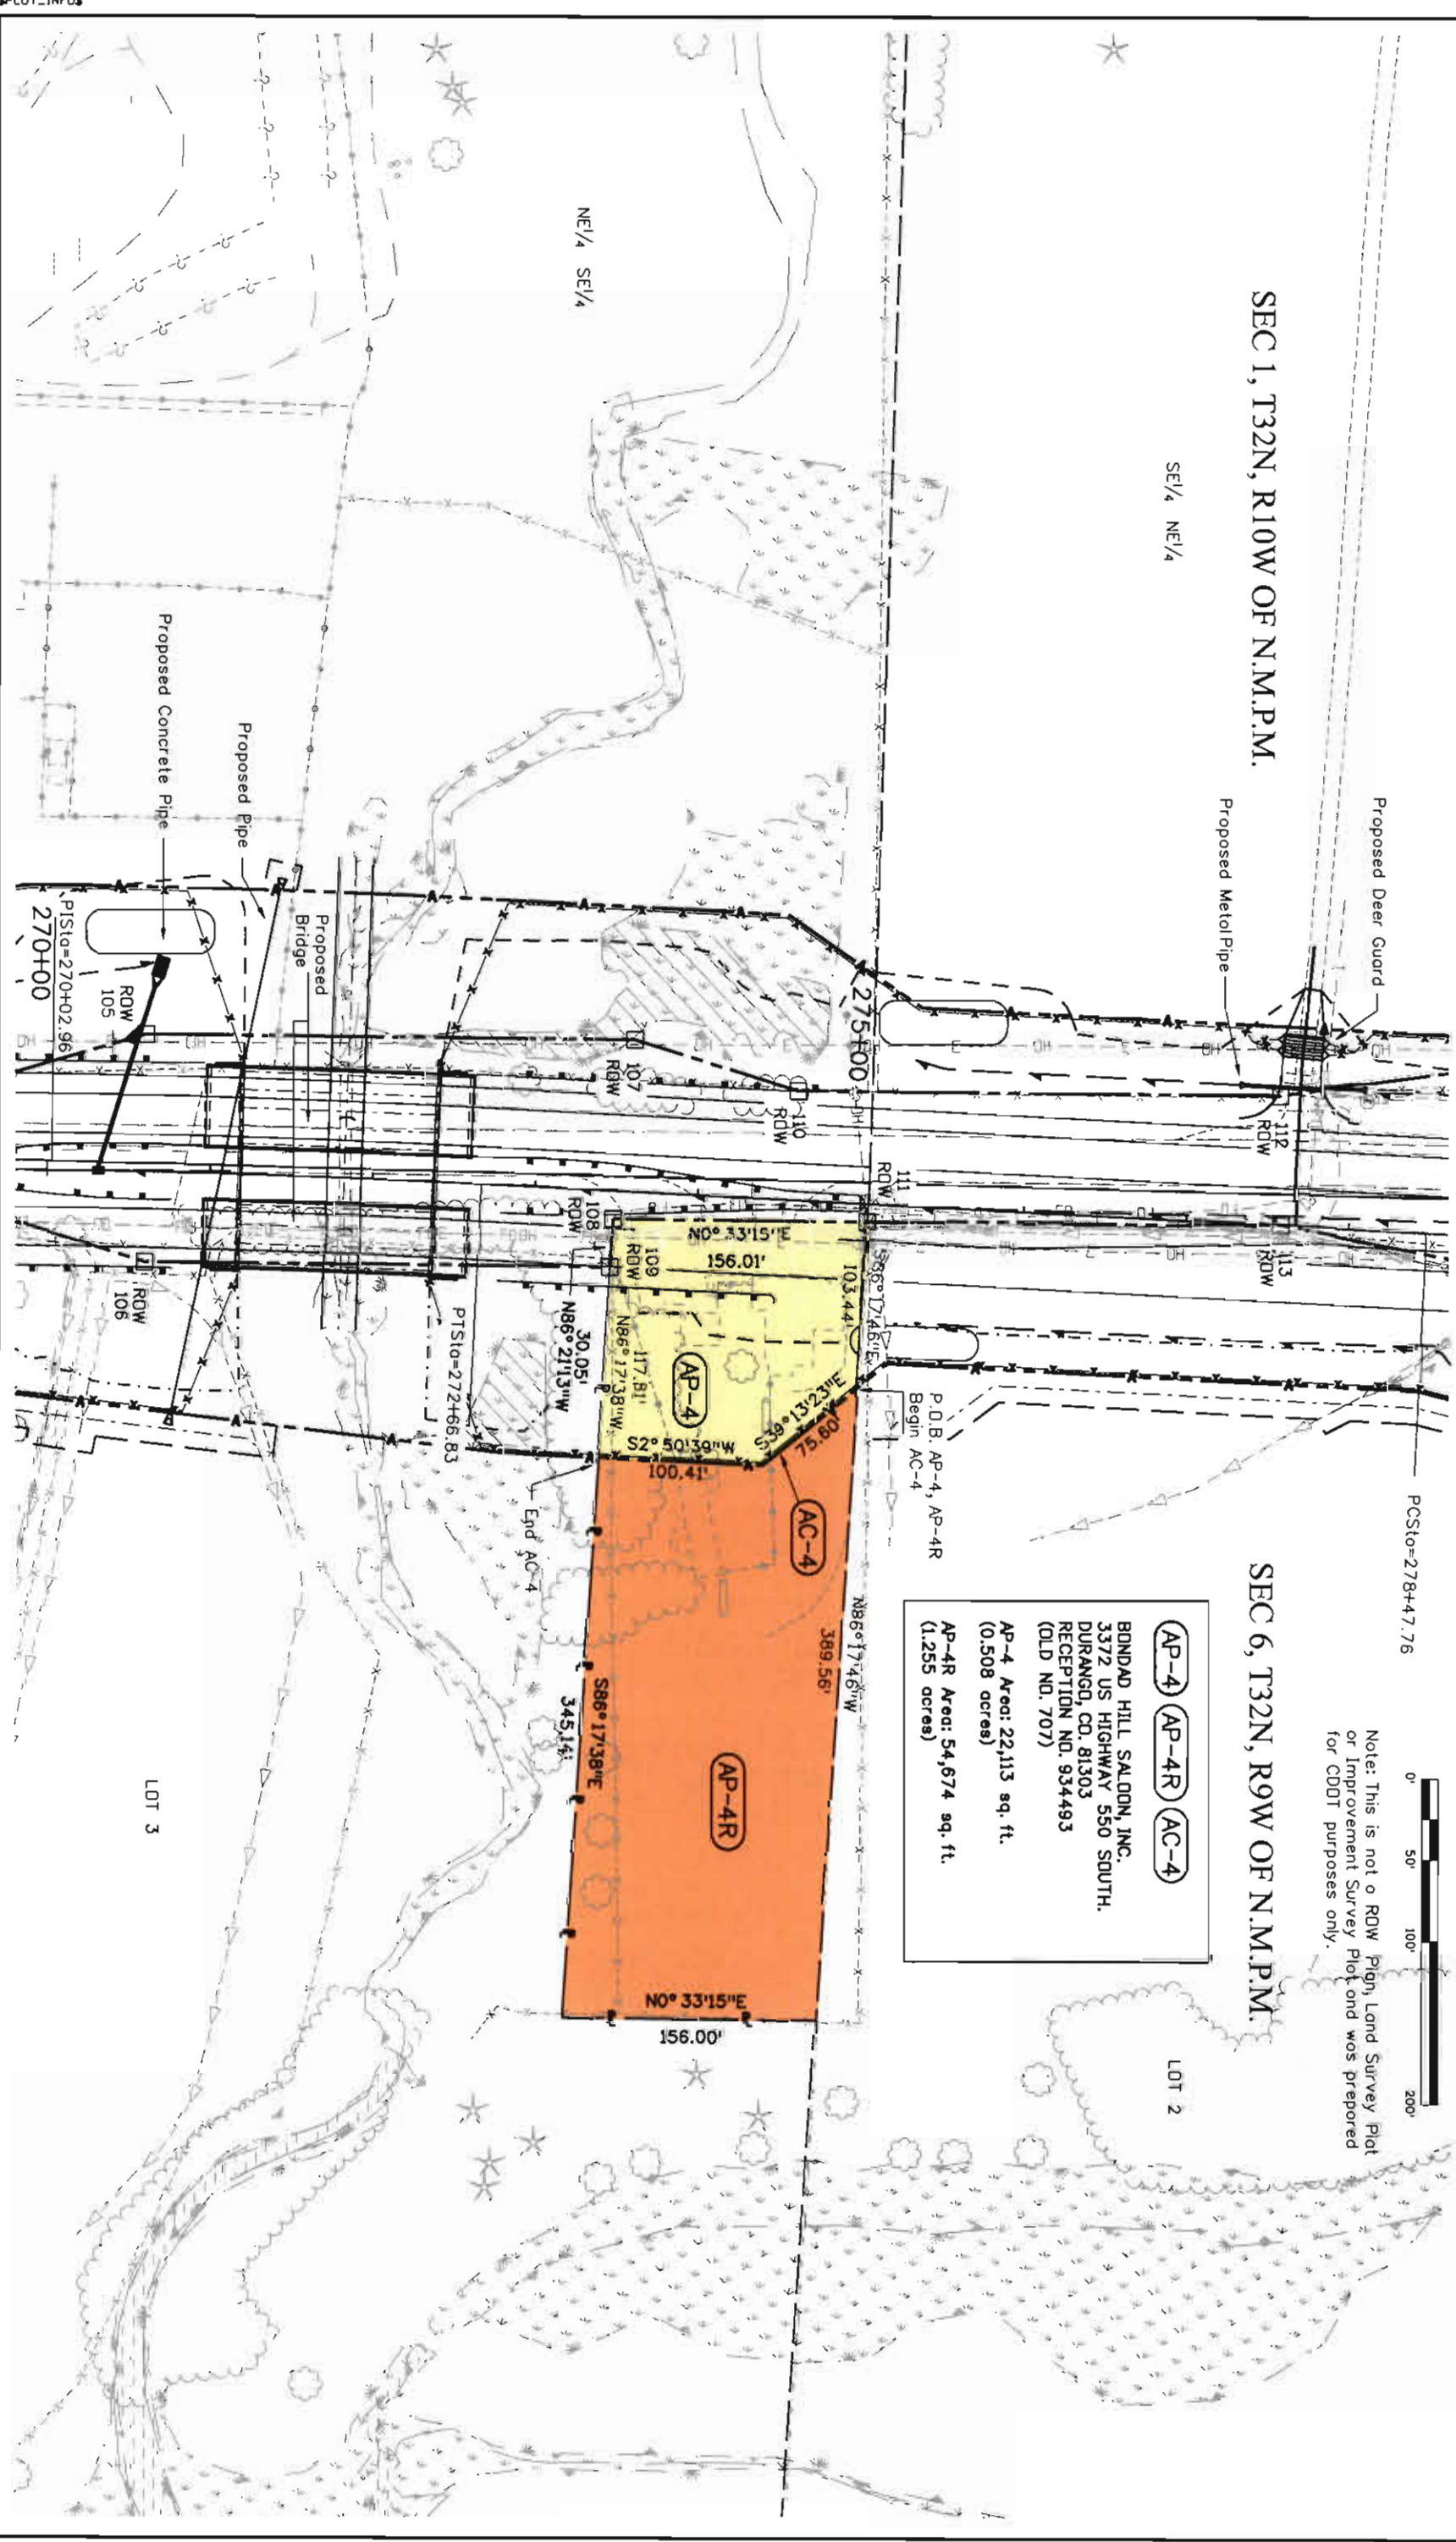 SEC 1, T32N, R10W OF N.M.P.M.
SE¼ NE¼
NE¼ SE¼
Proposed Deer Guard
Proposed Metal Pipe
Proposed Concrete Pipe
Proposed Pipe
Proposed
Bridge
PISta=270+02.96
270+00
275+00
ROW
105
ROW
106
107
ROW
108
ROW
109
ROW
110
ROW
111
ROW
112
ROW
113
ROW
PTSta=272+66.83
PCSta=278+47.76
N0° 33'15"E
156.01'
S86° 17'46"E
103.44'
S39° 13'23"E
75.60'
S2° 50'39"W
100.41'
117.81'
N86° 17'38"W
30.05'
N86° 21'13"W
AP-4
AC-4
P.O.B. AP-4, AP-4R
Begin AC-4
End AC-4
N86° 17'46"W
389.56'
S86° 17'38"E
345.14'
AP-4R
N0° 33'15"E
156.00'
SEC 6, T32N, R9W OF N.M.P.M.
LOT 2
LOT 3
AP-4 AP-4R AC-4
BONDAD HILL SALOON, INC.
3372 US HIGHWAY 550 SOUTH.
DURANGO, CO. 81303
RECEPTION NO. 934493
(OLD NO. 707)
AP-4 Area: 22,113 sq. ft.
(0.508 acres)
AP-4R Area: 54,674 sq. ft.
(1.255 acres)
0' 50' 100' 200'
Note: This is not a ROW Plan, Land Survey Plat
or Improvement Survey Plat and was prepared
for CDOT purposes only.